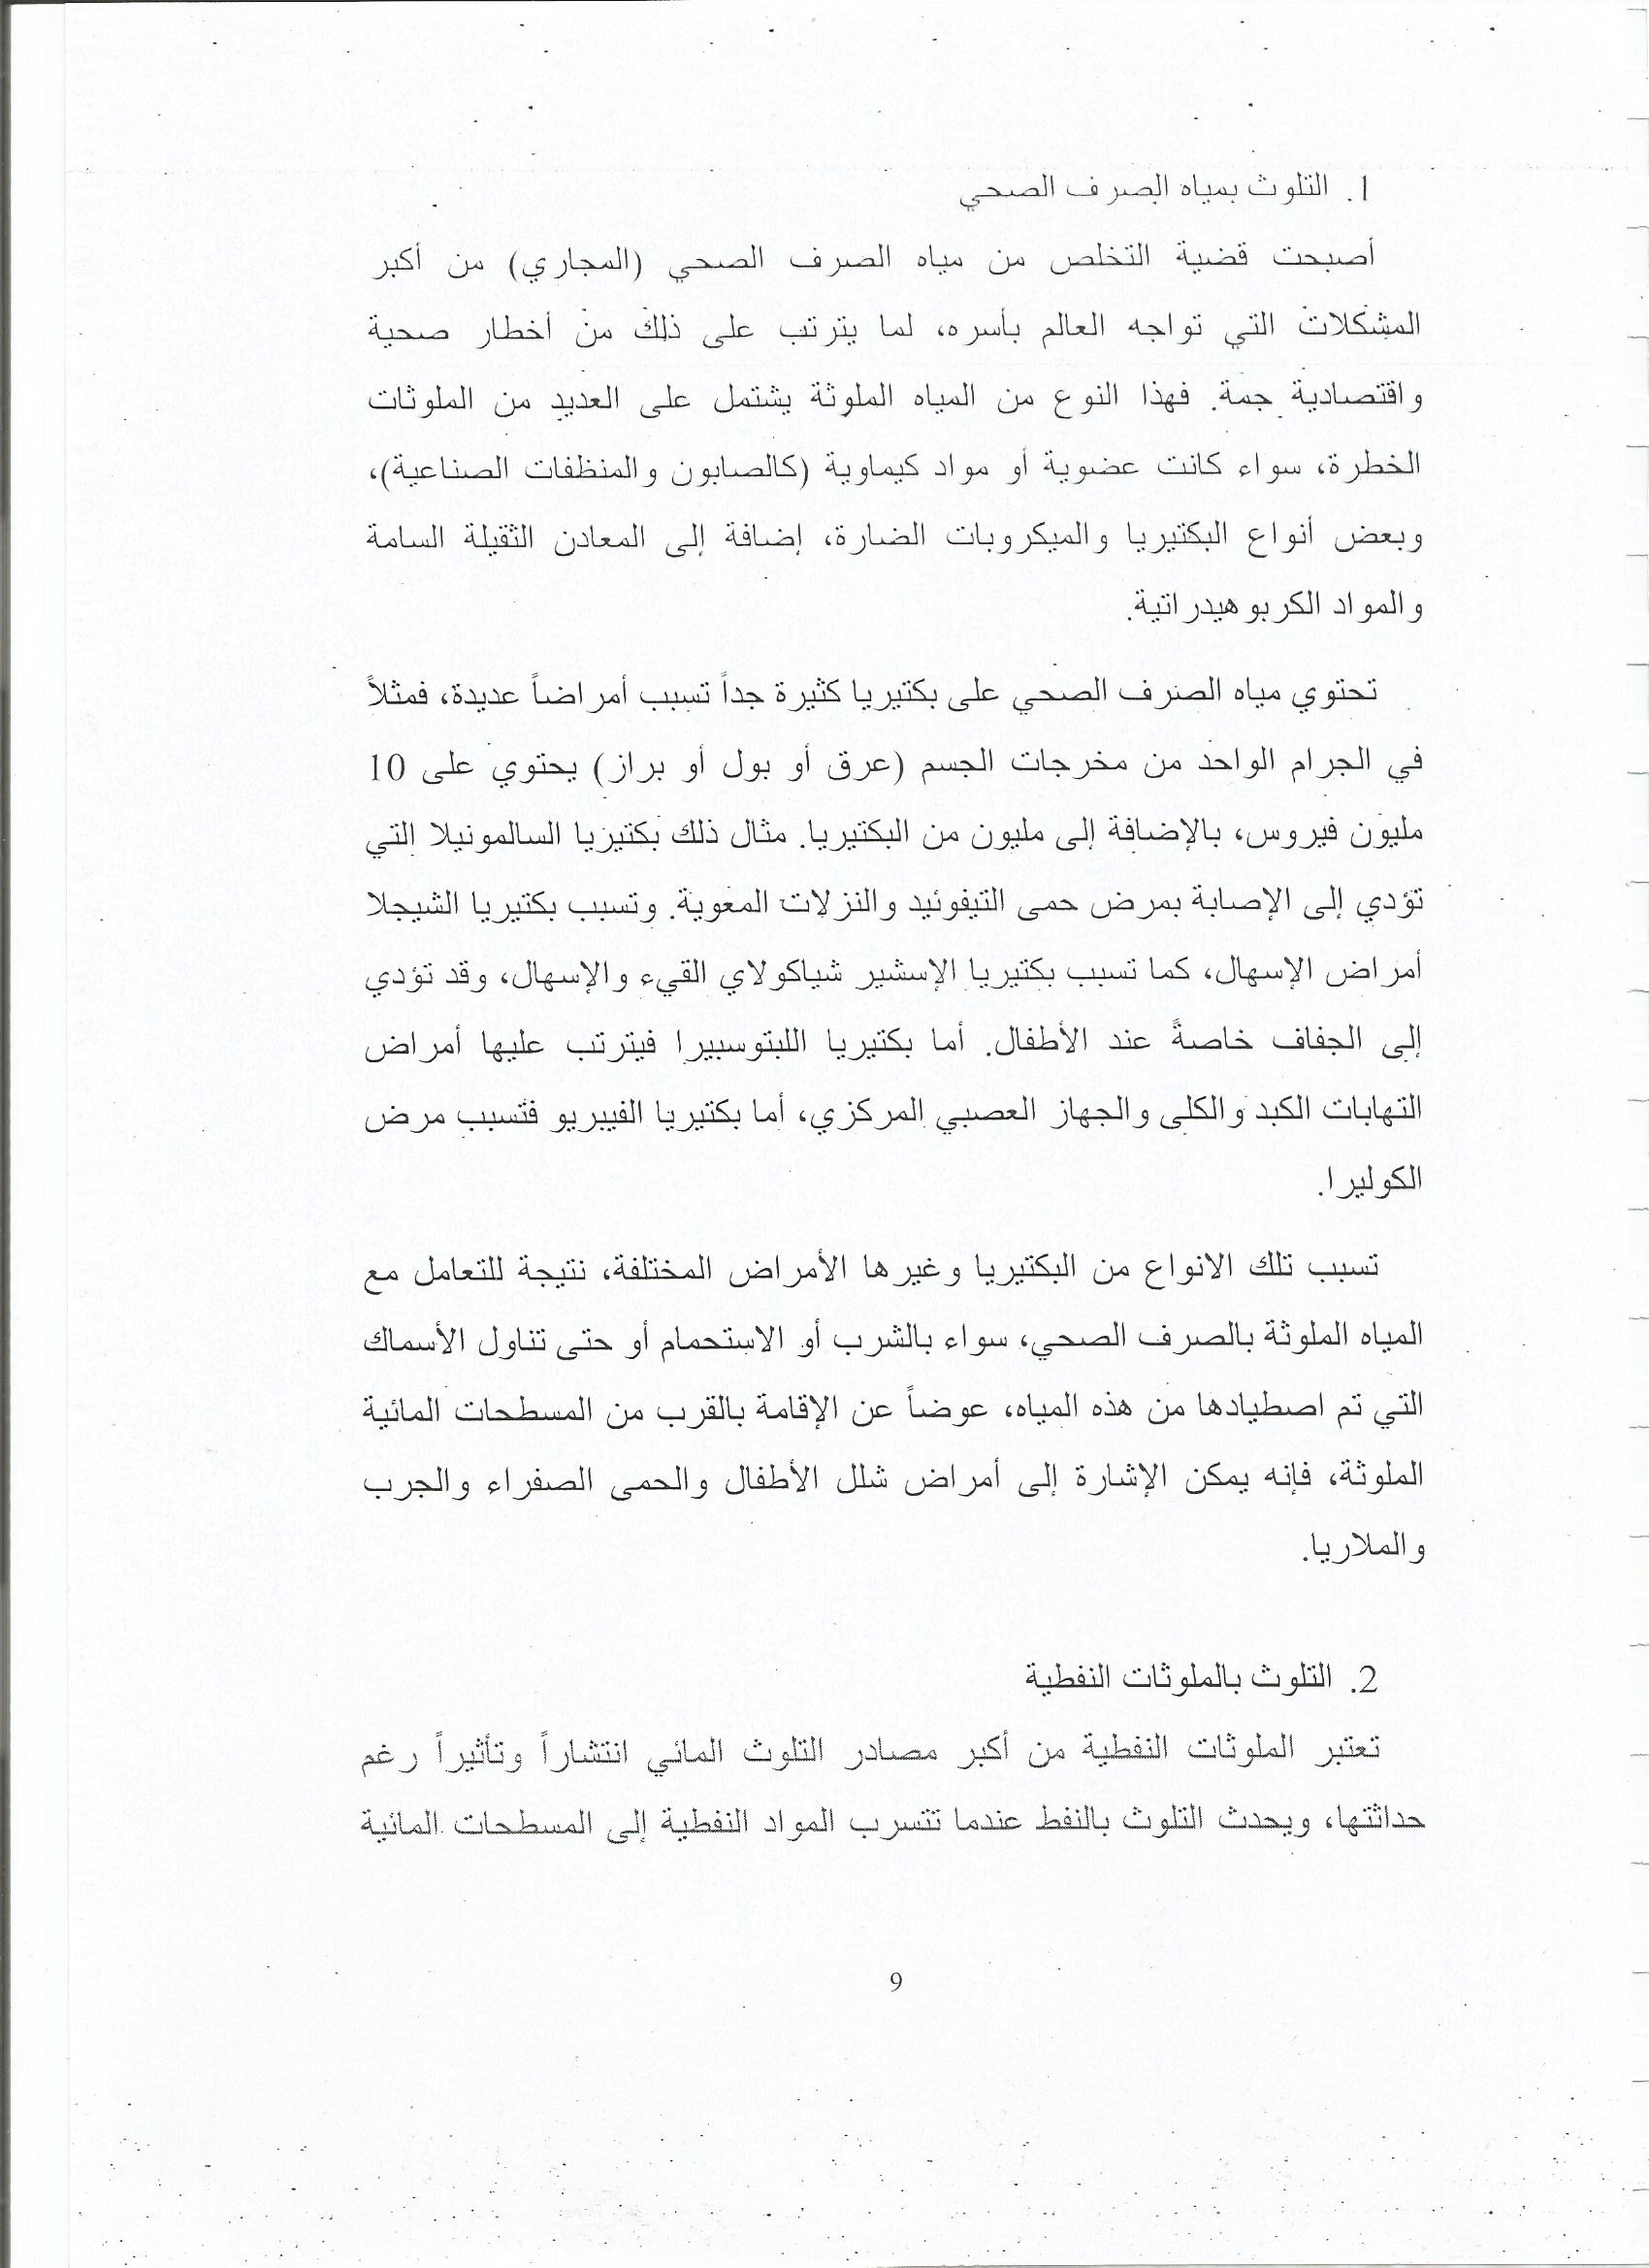 1. التلوث بمياه الصرف الصحي
أصبحت قضية التخلص من مياه الصرف الصحي (المجاري) من أكبر
المشكلات التي تواجه العالم بأسره، لما يترتب على ذلك من أخطار صحية
واقتصادية جمة. فهذا النوع من المياه الملوثة يشتمل على العديد من الملوثات
الخطرة، سواء كانت عضوية أو مواد كيماوية (كالصابون والمنظفات الصناعية)،
وبعض أنواع البكتيريا والميكروبات الضارة، إضافة إلى المعادن الثقيلة السامة
والمواد الكربوهيدراتية.
تحتوي مياه الصرف الصحي على بكتيريا كثيرة جداً تسبب أمراضاً عديدة، فمثلاً
في الجرام الواحد من مخرجات الجسم (عرق أو بول أو براز) يحتوي على 10
مليون فيروس، بالإضافة إلى مليون من البكتيريا. مثال ذلك بكتيريا السالمونيلا التي
تؤدي إلى الإصابة بمرض حمى التيفوئيد والنزلات المعوية. وتسبب بكتيريا الشيجلا
أمراض الإسهال، كما تسبب بكتيريا الإسشير شياكولاي القيء والإسهال، وقد تؤدي
إلى الجفاف خاصةً عند الأطفال. أما بكتيريا اللبتوسبيرا فيترتب عليها أمراض
التهابات الكبد والكلى والجهاز العصبي المركزي، أما بكتيريا الفيبريو فتسبب مرض
الكوليرا.
تسبب تلك الانواع من البكتيريا وغيرها الأمراض المختلفة، نتيجة للتعامل مع
المياه الملوثة بالصرف الصحي، سواء بالشرب أو الاستحمام أو حتى تناول الأسماك
التي تم اصطيادها من هذه المياه، عوضاً عن الإقامة بالقرب من المسطحات المائية
الملوثة، فإنه يمكن الإشارة إلى أمراض شلل الأطفال والحمى الصفراء والجرب
والملاريا.
2. التلوث بالملوثات النفطية
تعتبر الملوثات النفطية من أكبر مصادر التلوث المائي انتشاراً وتأثيراً رغم
حداثتها، ويحدث التلوث بالنفط عندما تتسرب المواد النفطية إلى المسطحات المائية
9